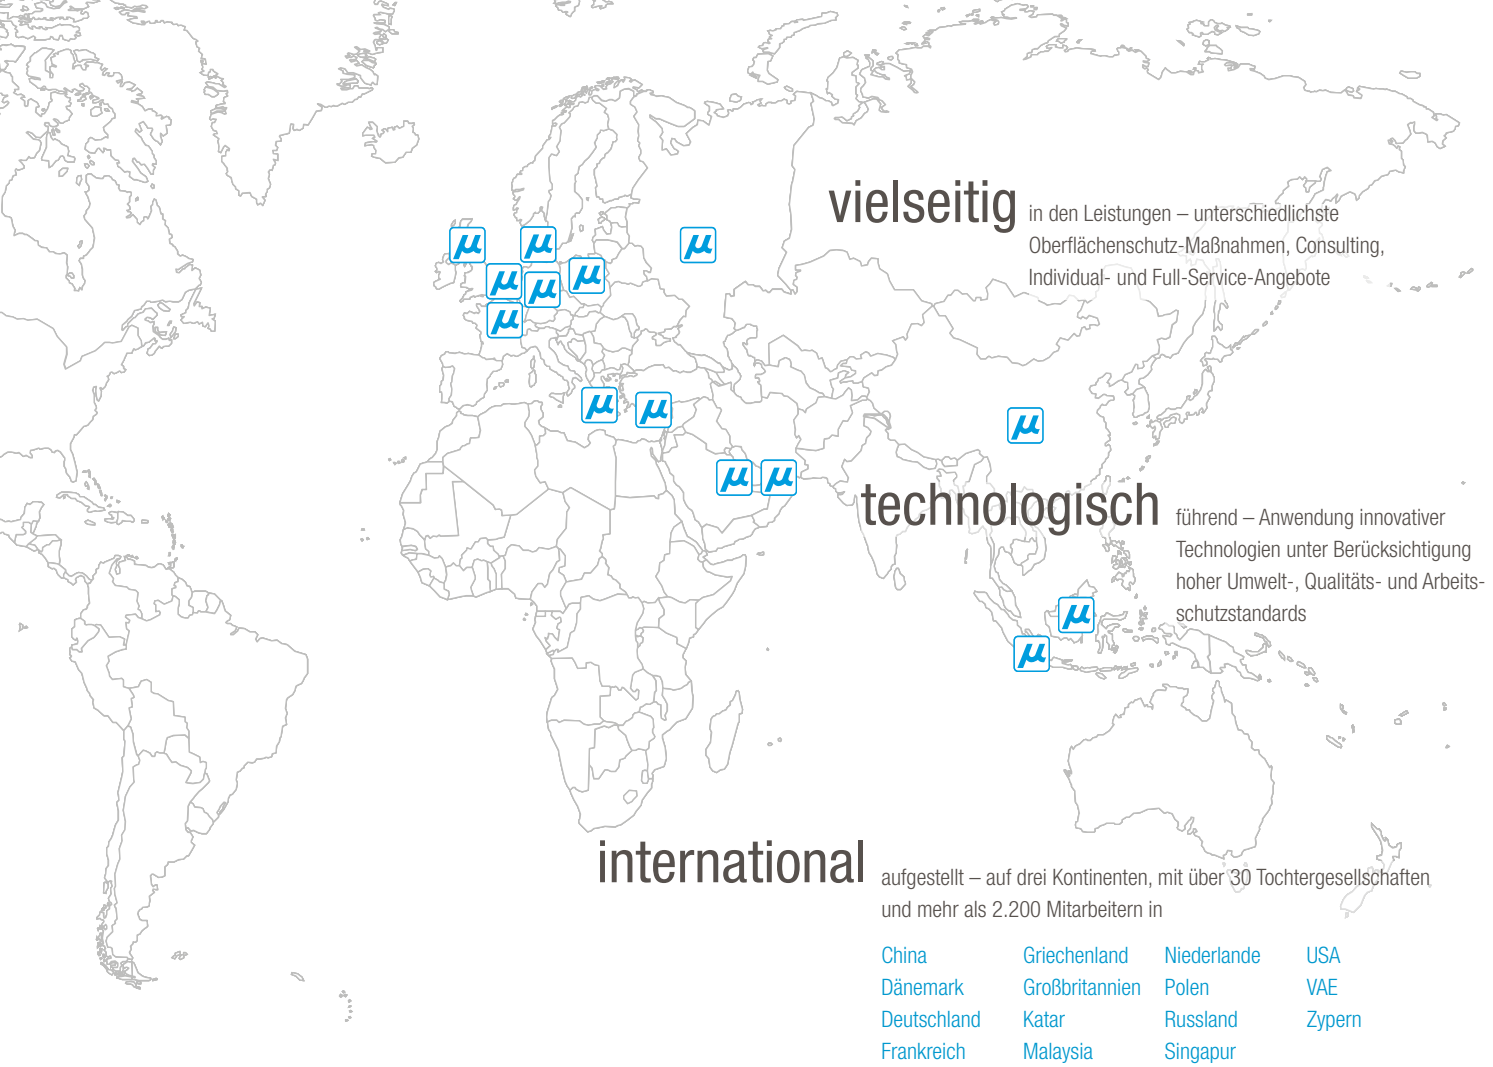 vielseitig in den Leistungen – unterschiedlichste
Oberflächenschutz-Maßnahmen, Consulting,
Individual- und Full-Service-Angebote
µ
µ
µ
µ
µ
µ
µ
µ
µ
µ
µ
µ
technologisch führend – Anwendung innovativer
Technologien unter Berücksichtigung
hoher Umwelt-, Qualitäts- und Arbeits-
schutzstandards
µ
µ
international aufgestellt – auf drei Kontinenten, mit über 30 Tochtergesellschaften
und mehr als 2.200 Mitarbeitern in
China Griechenland Niederlande USA
Dänemark Großbritannien Polen VAE
Deutschland Katar Russland Zypern
Frankreich Malaysia Singapur